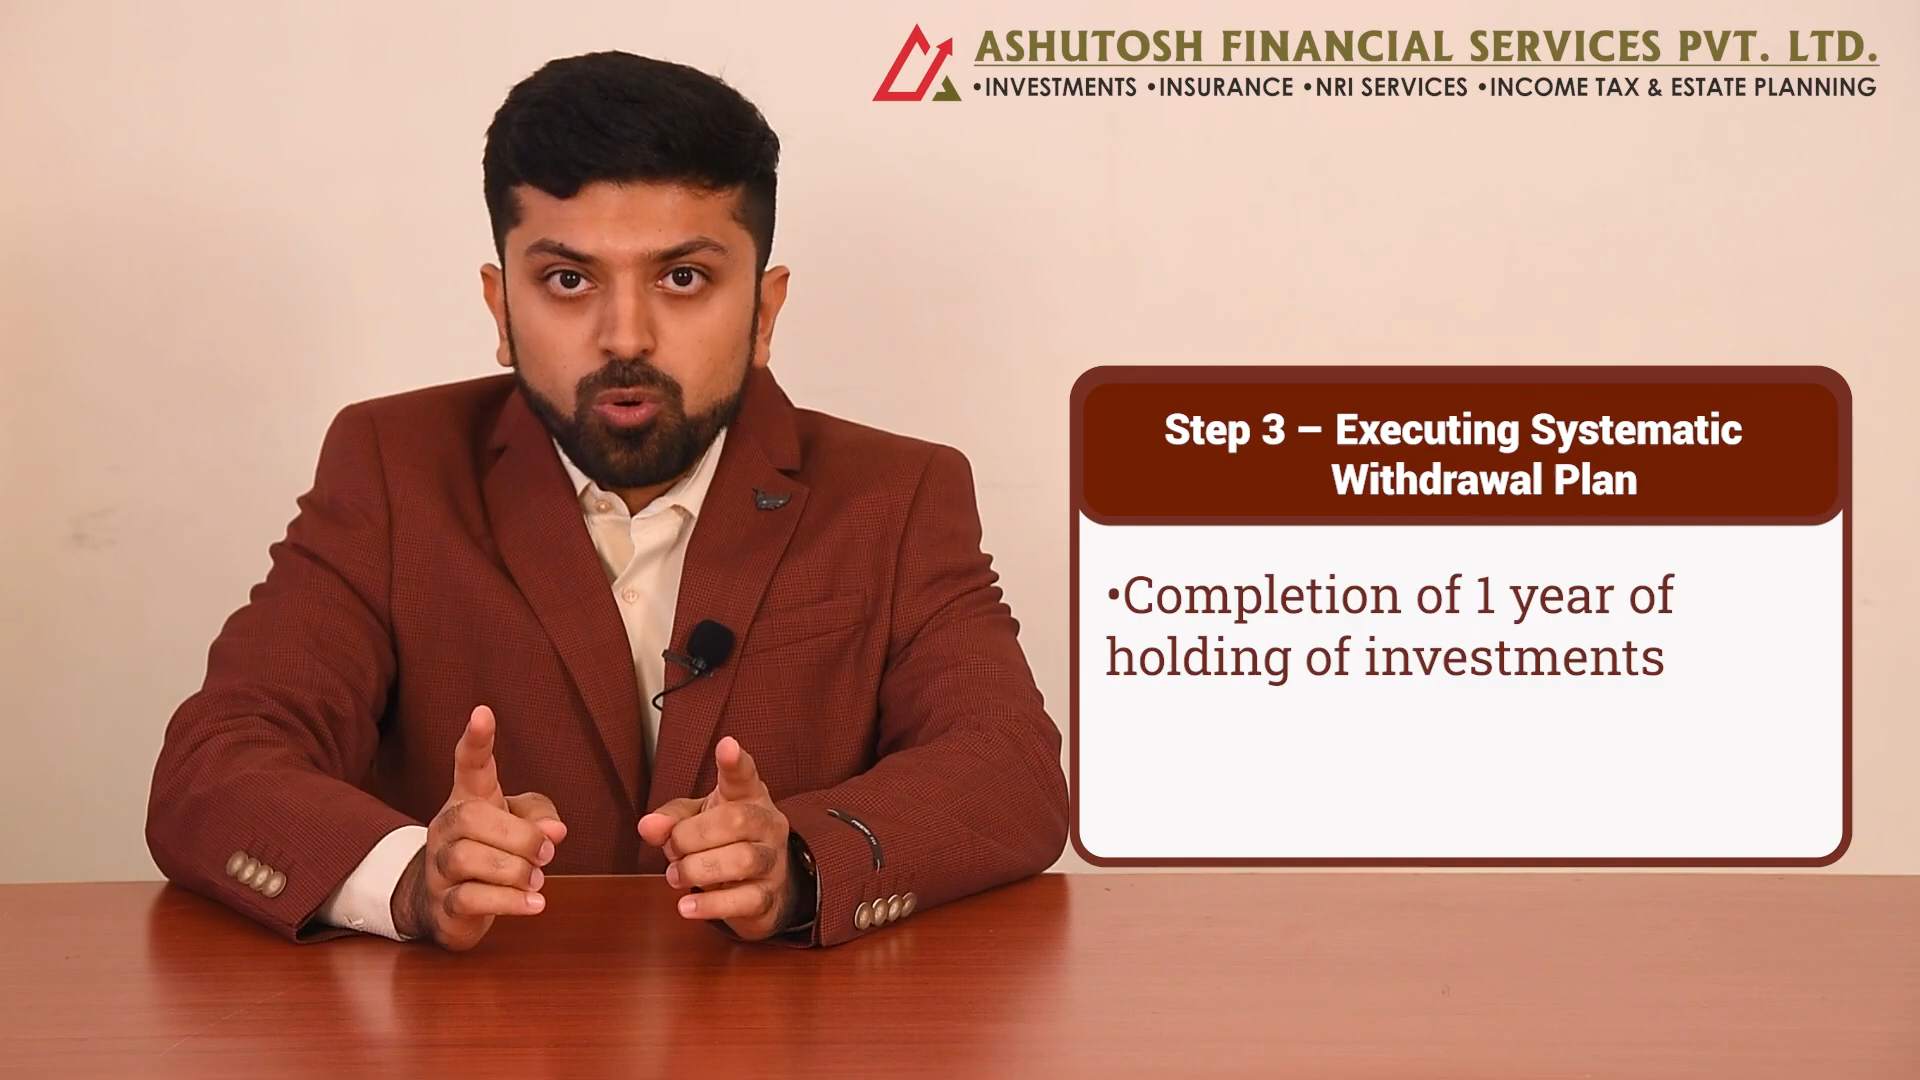 ASHUTOSH FINANCIAL SERVICES PVT. LTD.
•INVESTMENTS •INSURANCE •NRI SERVICES •INCOME TAX & ESTATE PLANNING
Step 3 – Executing Systematic
Withdrawal Plan
•Completion of 1 year of
holding of investments